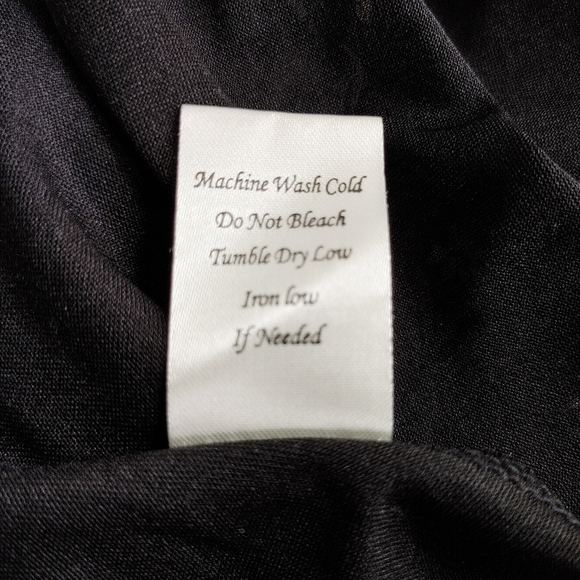 Machine Wash Cold
Do Not Bleach
Tumble Dry Low
Iron low
If Needed